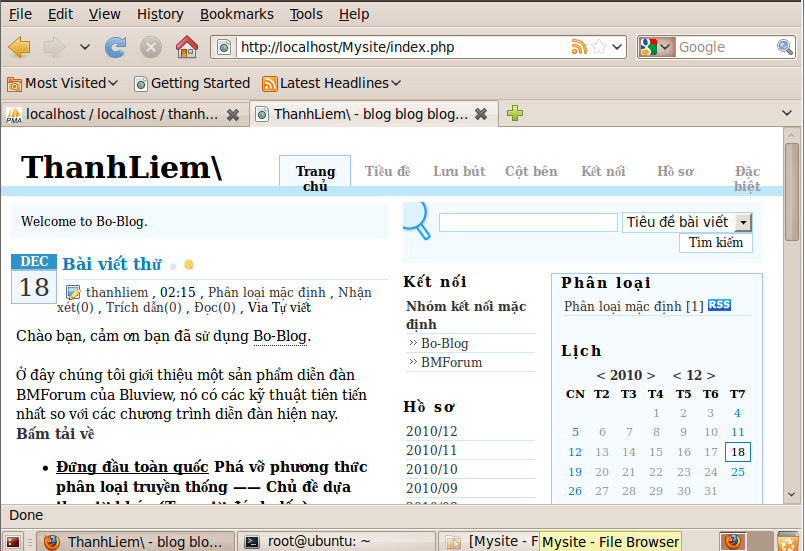 File Edit View History Bookmarks Tools Help
http://localhost/Mysite/index.php
Google
Most Visited Getting Started Latest Headlines
PMA localhost / localhost / thanh... ThanhLiem\ - blog blog blog...
ThanhLiem\
Trang chủ Tiêu đề Lưu bút Cột bên Kết nối Hồ sơ Đặc biệt
Welcome to Bo-Blog.
Tiêu đề bài viết
Tìm kiếm
DEC
18
Bài viết thử
thanhliem , 02:15 , Phân loại mặc định , Nhận
xét(0) , Trích dẫn(0) , Đọc(0) , Via Tự viết
Chào bạn, cảm ơn bạn đã sử dụng Bo-Blog.
Ở đây chúng tôi giới thiệu một sản phẩm diễn đàn
BMForum của Bluview, nó có các kỹ thuật tiên tiến
nhất so với các chương trình diễn đàn hiện nay.
Bấm tải về
• Đứng đầu toàn quốc Phá vỡ phương thức
phân loại truyền thống —— Chủ đề dựa
Kết nối
Nhóm kết nối mặc
định
Bo-Blog
BMForum
Hồ sơ
2010/12
2010/11
2010/10
2010/09
Phân loại
Phân loại mặc định [1] RSS
Lịch
< 2010 > < 12 >
CN T2 T3 T4 T5 T6 T7
1 2 3 4
5 6 7 8 9 10 11
12 13 14 15 16 17 18
19 20 21 22 23 24 25
26 27 28 29 30 31
Done
ThanhLiem\ - blog blo... root@ubuntu: ~ [Mysite - F Mysite - File Browser